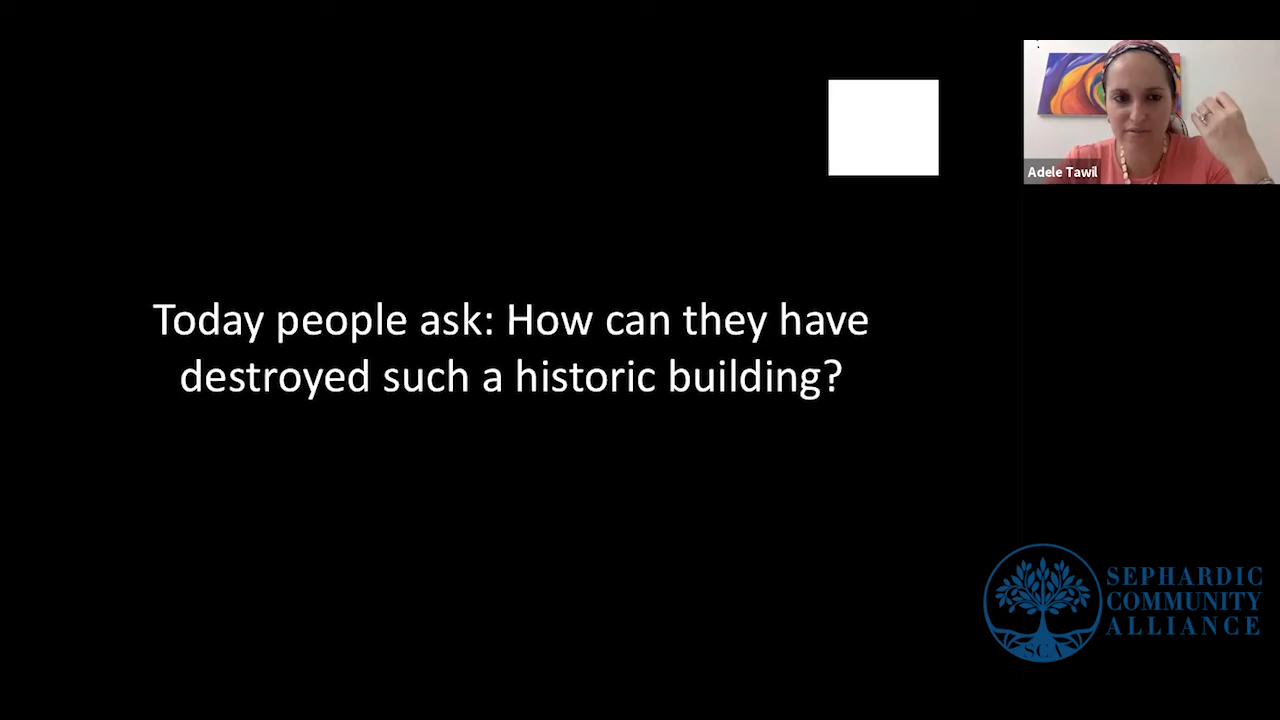 Adele Tawil
Today people ask: How can they have
destroyed such a historic building?
SEPHARDIC
COMMUNITY
ALLIANCE
SCA